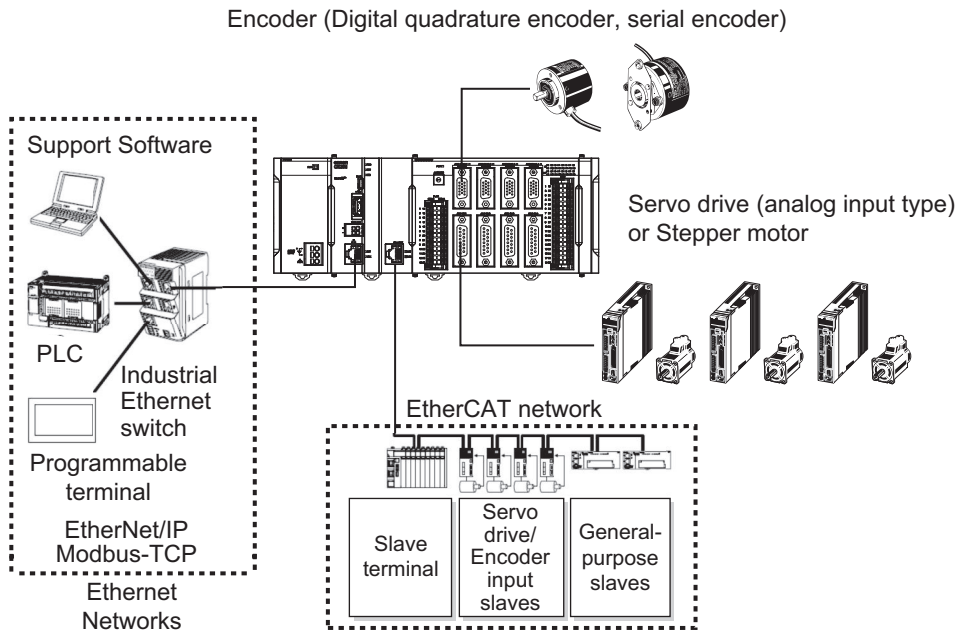 Encoder (Digital quadrature encoder, serial encoder)
Support Software
Servo drive (analog input type)
or Stepper motor
PLC
Industrial
Ethernet
switch
Programmable
terminal
EtherNet/IP
Modbus-TCP
Ethernet
Networks
EtherCAT network
Slave
terminal
Servo
drive/
Encoder
input
slaves
General-
purpose
slaves